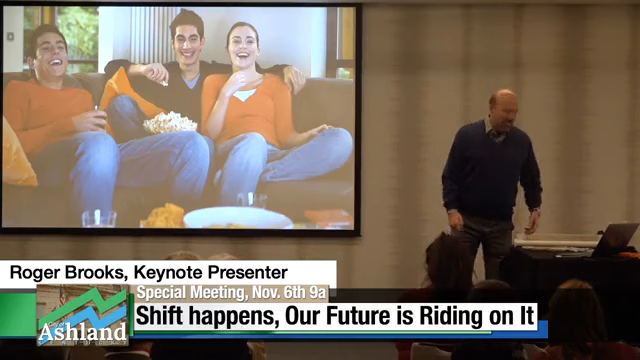 Roger Brooks, Keynote Presenter
Special Meeting, Nov. 6th 9a
Ashland
Shift happens, Our Future is Riding on It